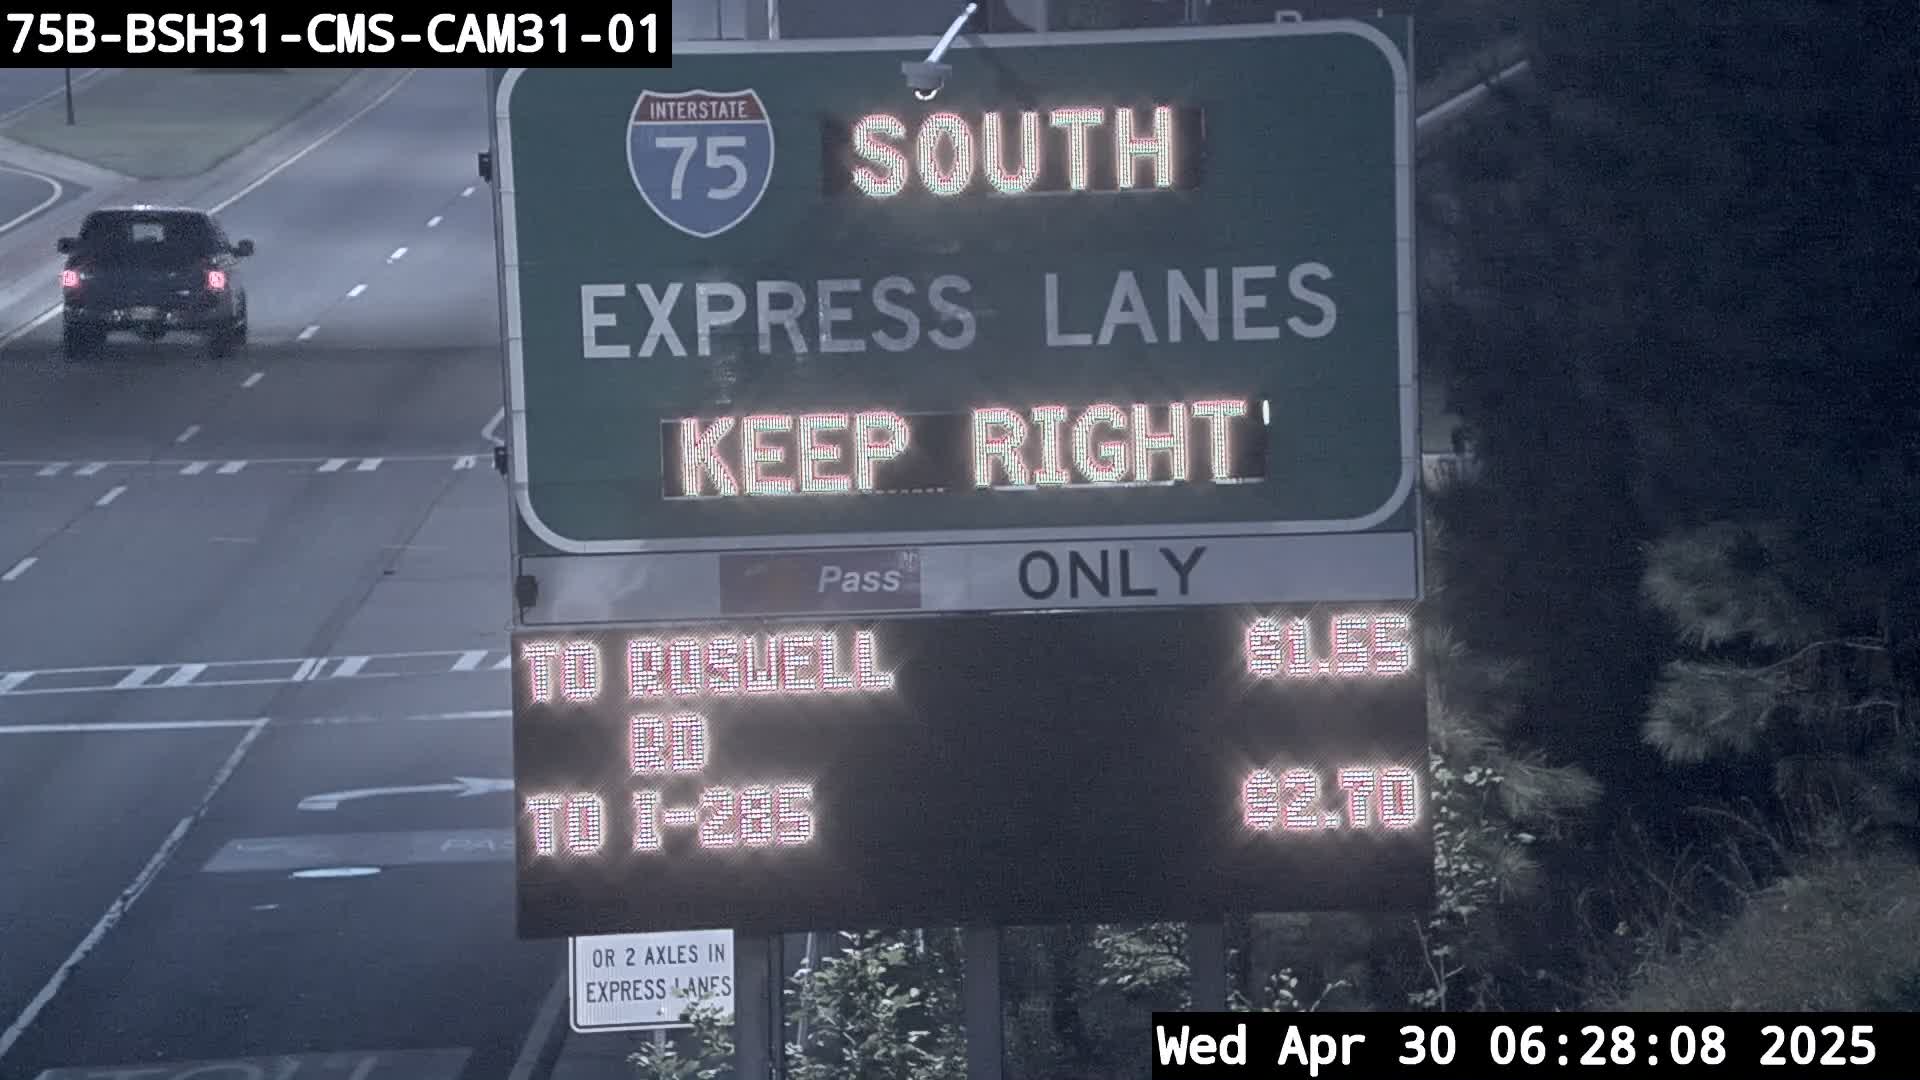 75B-BSH31-CMS-CAM31-01
INTERSTATE
75
SOUTH
EXPRESS LANES
KEEP RIGHT
Pass ONLY
TO ROSWELL $1.55
RD
TO I-285 $2.70
OR 2 AXLES IN
EXPRESS LANES
Wed Apr 30 06:28:08 2025